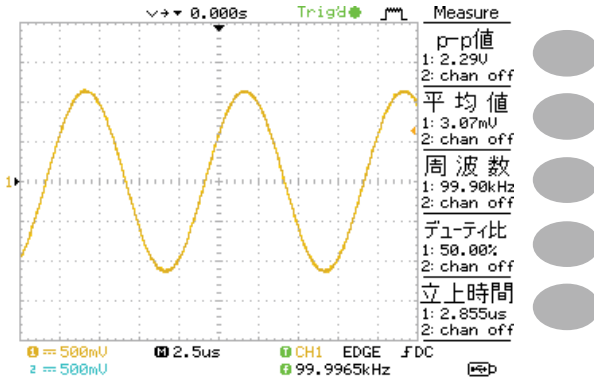 0.000s Trig'd Measure
p-p値
1: 2.29V
2: chan off
平均値
1: 3.07mV
2: chan off
周波数
1: 99.90kHz
2: chan off
デューティ比
1: 50.00%
2: chan off
立上時間
1: 2.855us
2: chan off
1
1 500mV M 2.5us T CH1 EDGE DC
2 500mV f 99.9965kHz